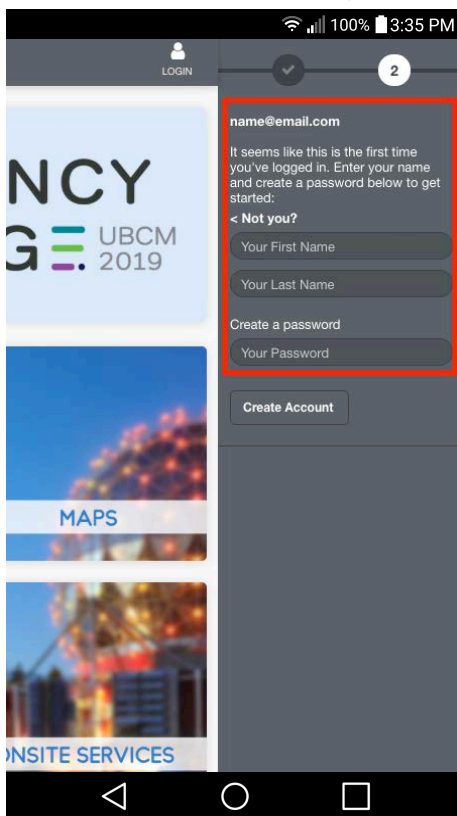 100% 3:35 PM
LOGIN
2
name@email.com
It seems like this is the first time
you've logged in. Enter your name
and create a password below to get
started:
< Not you?
Your First Name
Your Last Name
Create a password
Your Password
Create Account
NCY
GE. UBCM
2019
MAPS
ONSITE SERVICES